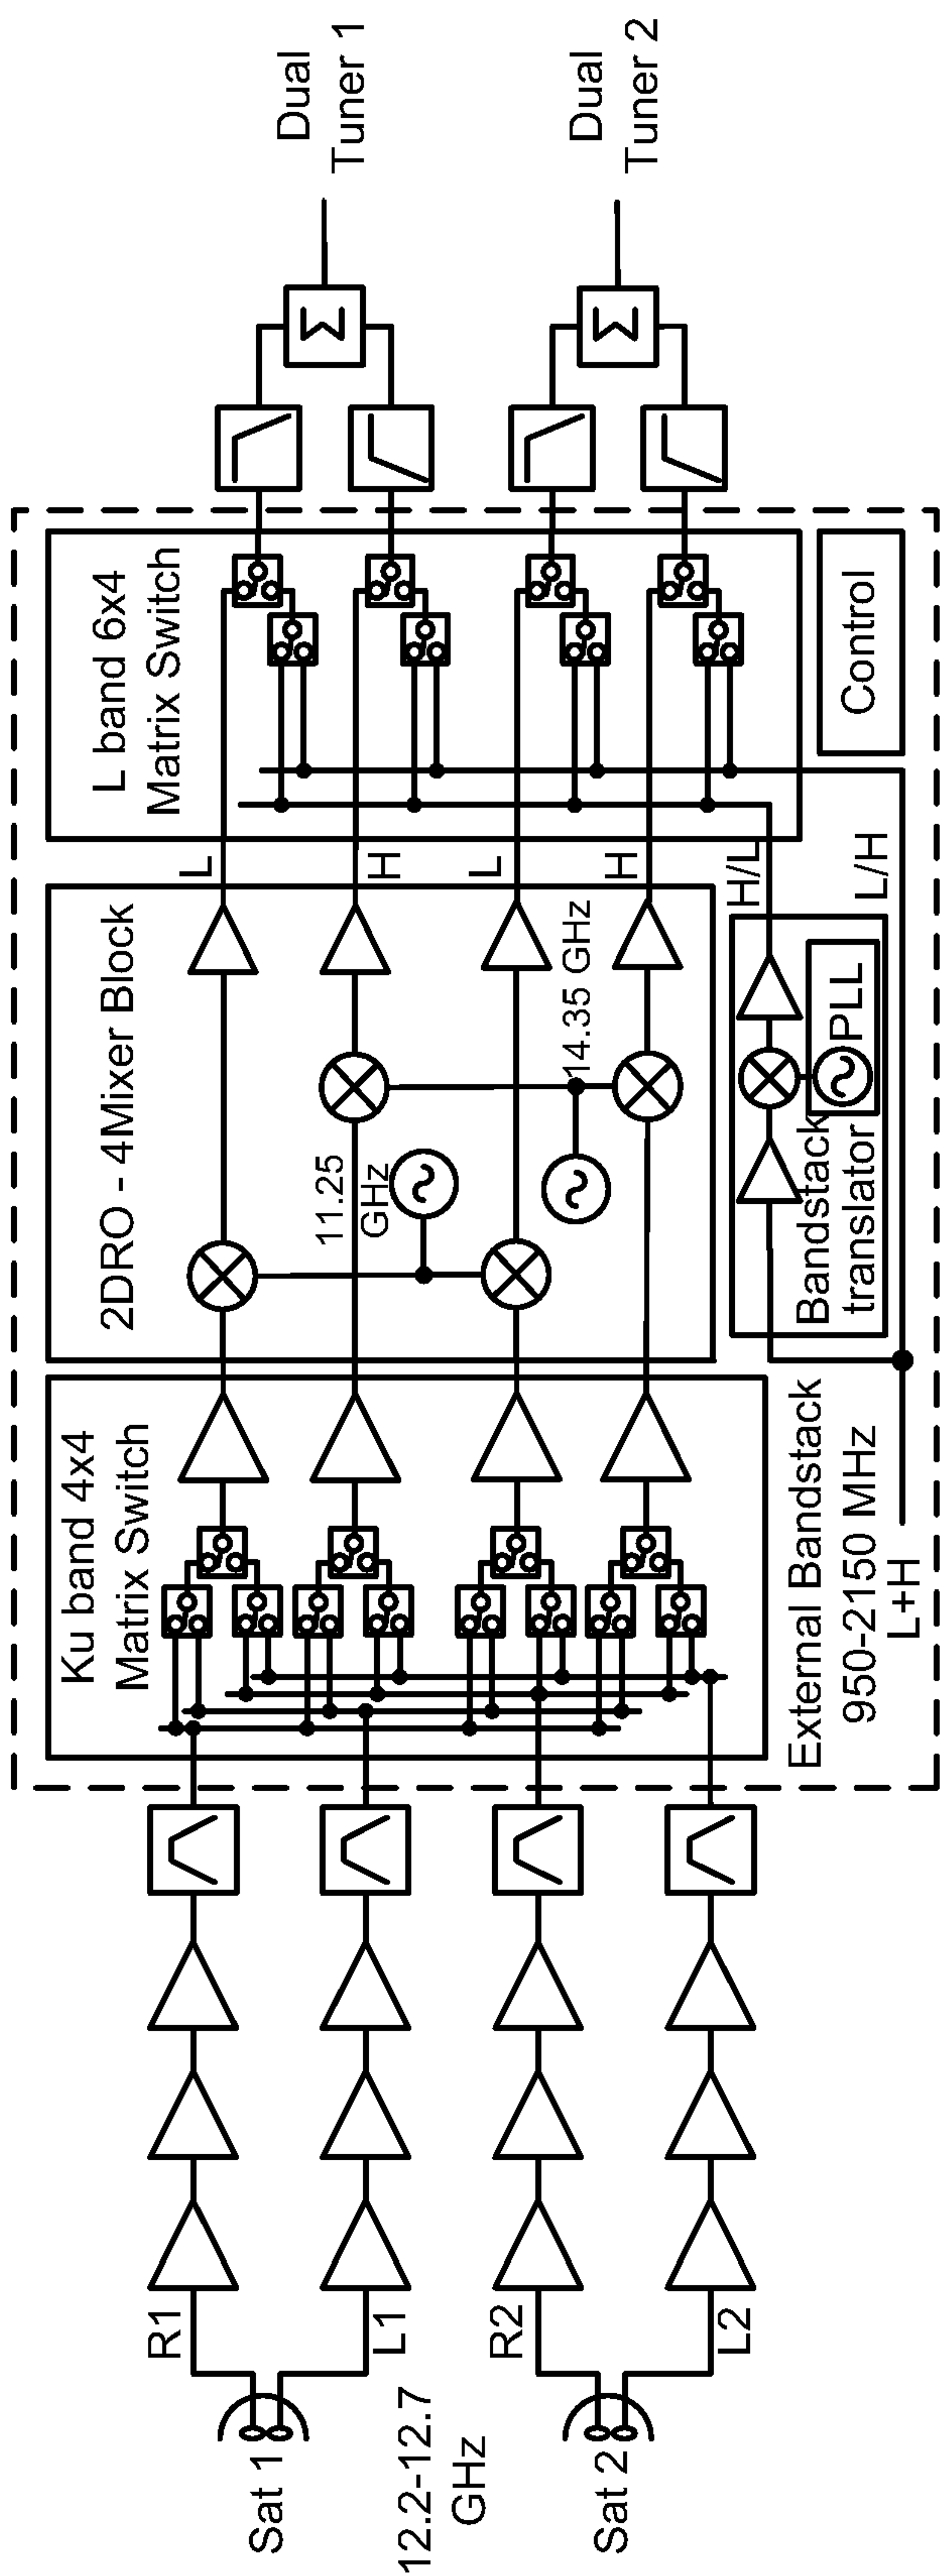 Sat 1
12.2-12.7
GHz
Sat 2
R1
L1
R2
L2
Ku band 4x4
Matrix Switch
External Bandstack
950-2150 MHz
L+H
2DRO - 4Mixer Block
11.25
GHz
14.35 GHz
Bandstack
translator
PLL
L
H
L
H
H/L
L/H
L band 6x4
Matrix Switch
Control
Σ
Σ
Dual
Tuner 1
Dual
Tuner 2